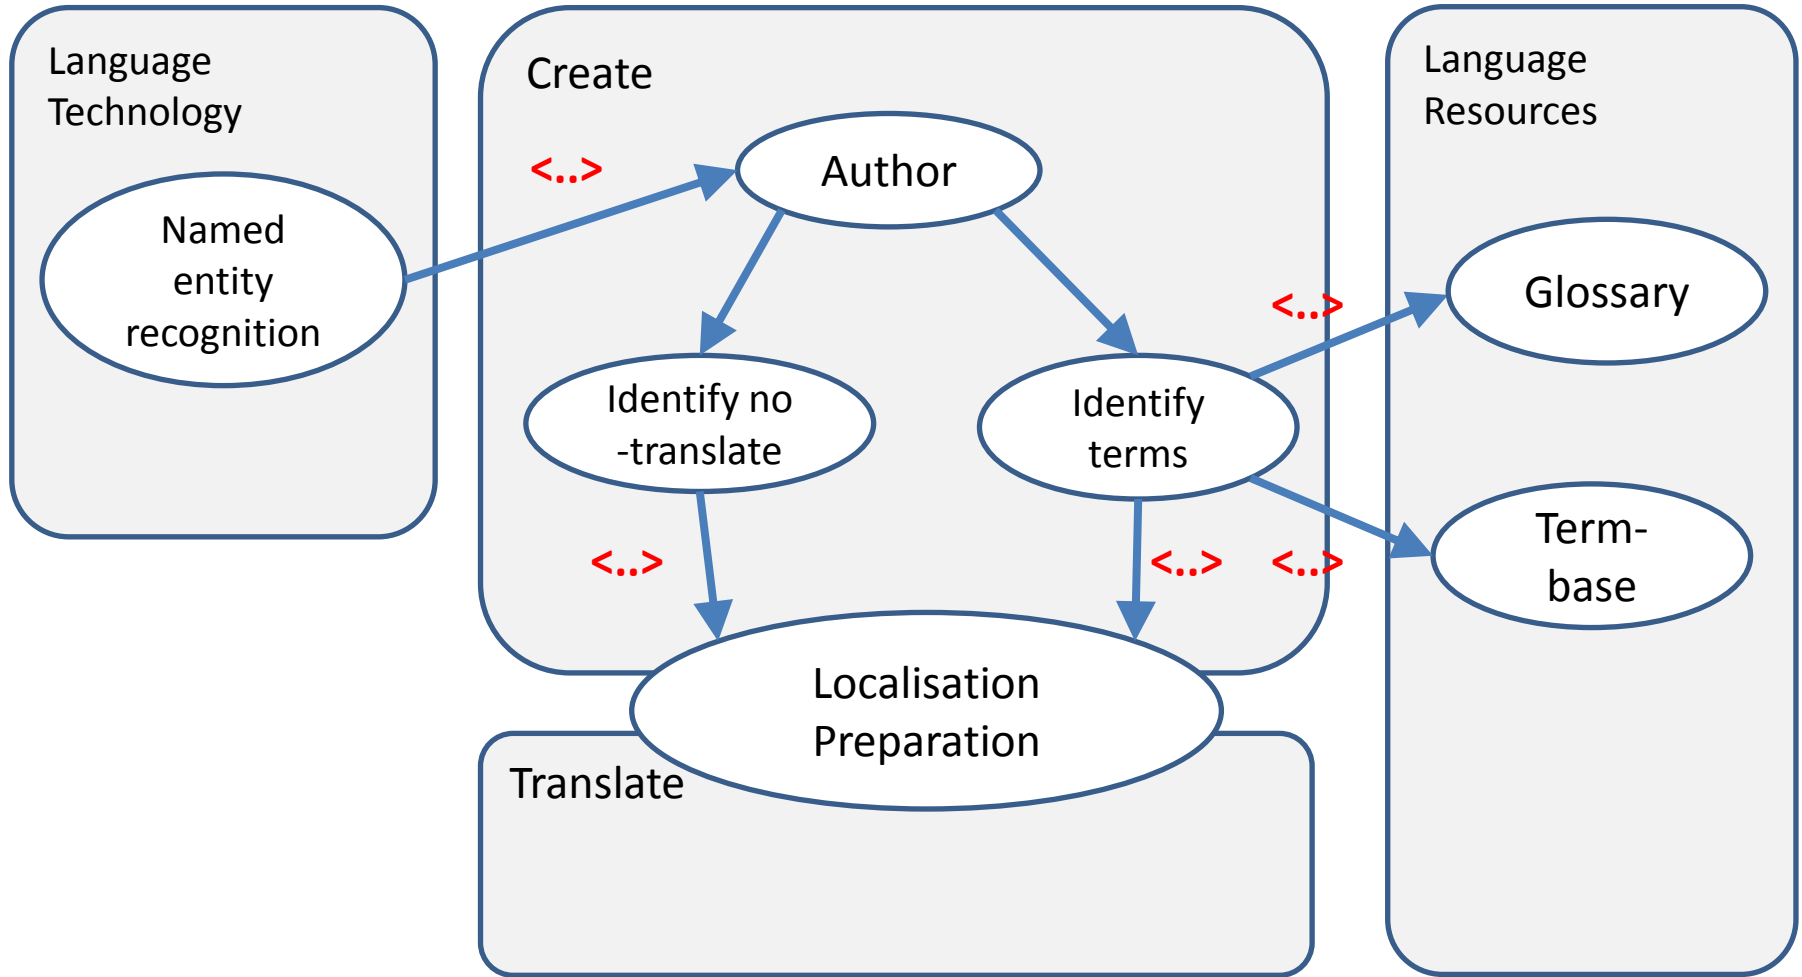 Language
Technology
Named
entity
recognition
Create
<..>
Author
Identify no
-translate
Identify
terms
<..>
<..>
<..>
<..>
Localisation
Preparation
Translate
Language
Resources
Glossary
Term-
base